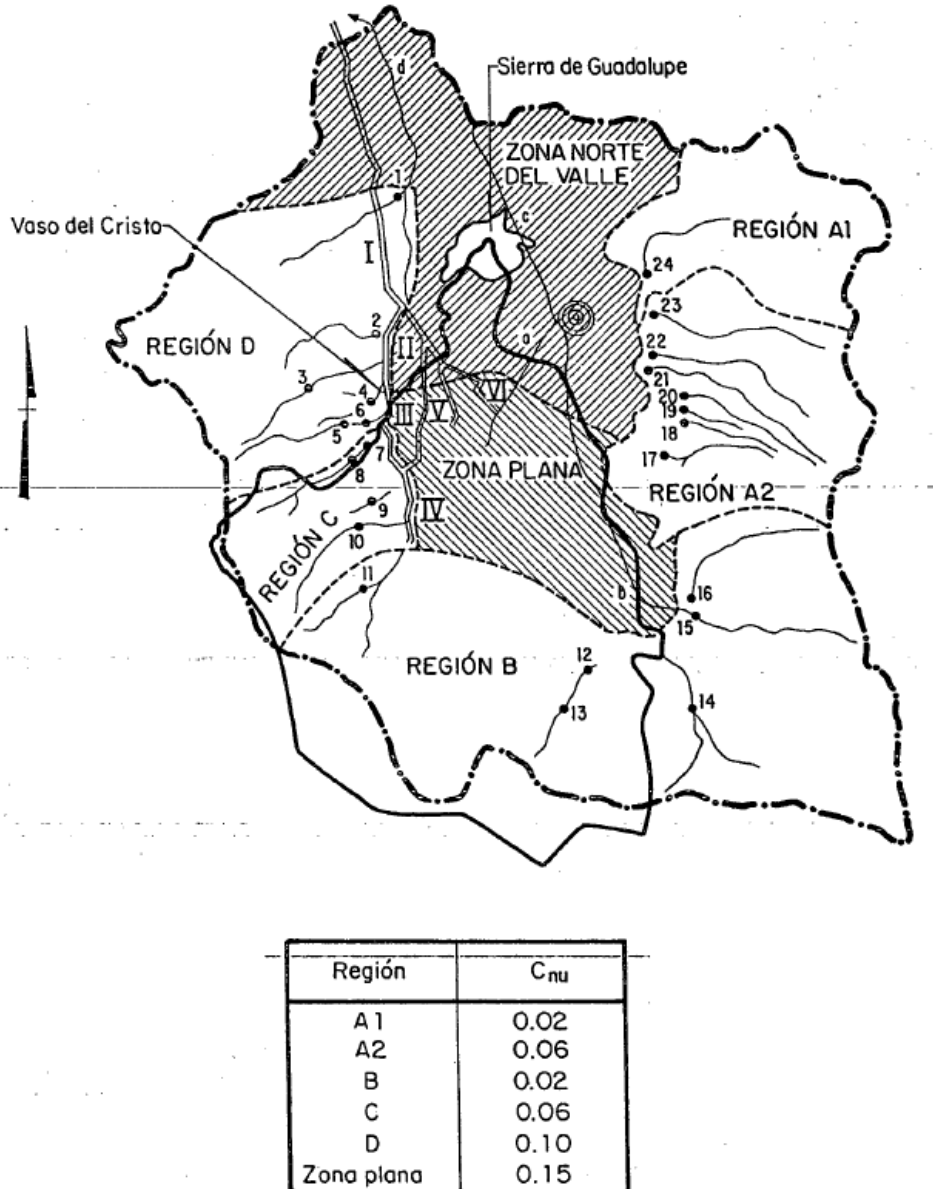 d
Sierra de Guadalupe
ZONA NORTE
DEL VALLE
1
Vaso del Cristo
c
REGIÓN A1
I
24
23
2
a
REGIÓN D
II
22
3
21
VI
4
20
III
V
19
6
18
5
7
17
ZONA PLANA
8
REGIÓN A2
IV
9
REGIÓN C
10
11
16
b
15
REGIÓN B
12
14
13
Región	Cnu
A1	0.02
A2	0.06
B	0.02
C	0.06
D	0.10
Zona plana	0.15